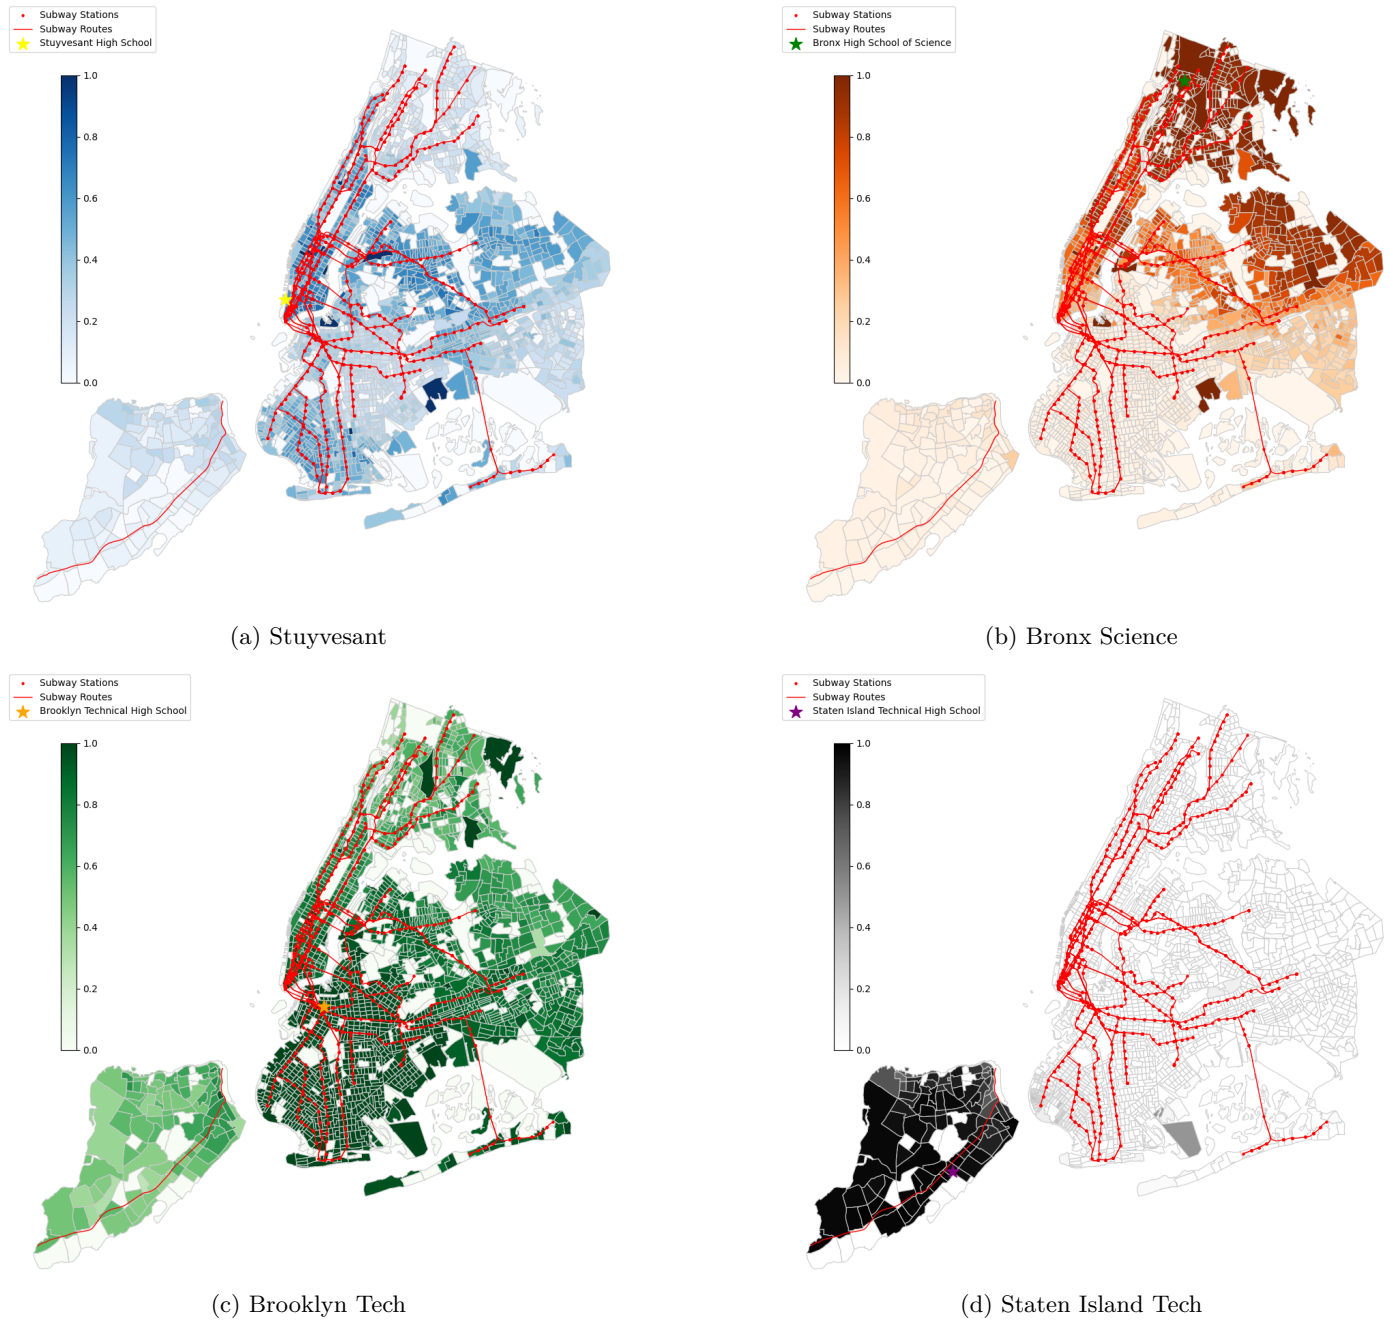 Subway Stations
Subway Routes
Stuyvesant High School
1.0
0.8
0.6
0.4
0.2
0.0
(a) Stuyvesant
Subway Stations
Subway Routes
Bronx High School of Science
1.0
0.8
0.6
0.4
0.2
0.0
(b) Bronx Science
Subway Stations
Subway Routes
Brooklyn Technical High School
1.0
0.8
0.6
0.4
0.2
0.0
(c) Brooklyn Tech
Subway Stations
Subway Routes
Staten Island Technical High School
1.0
0.8
0.6
0.4
0.2
0.0
(d) Staten Island Tech